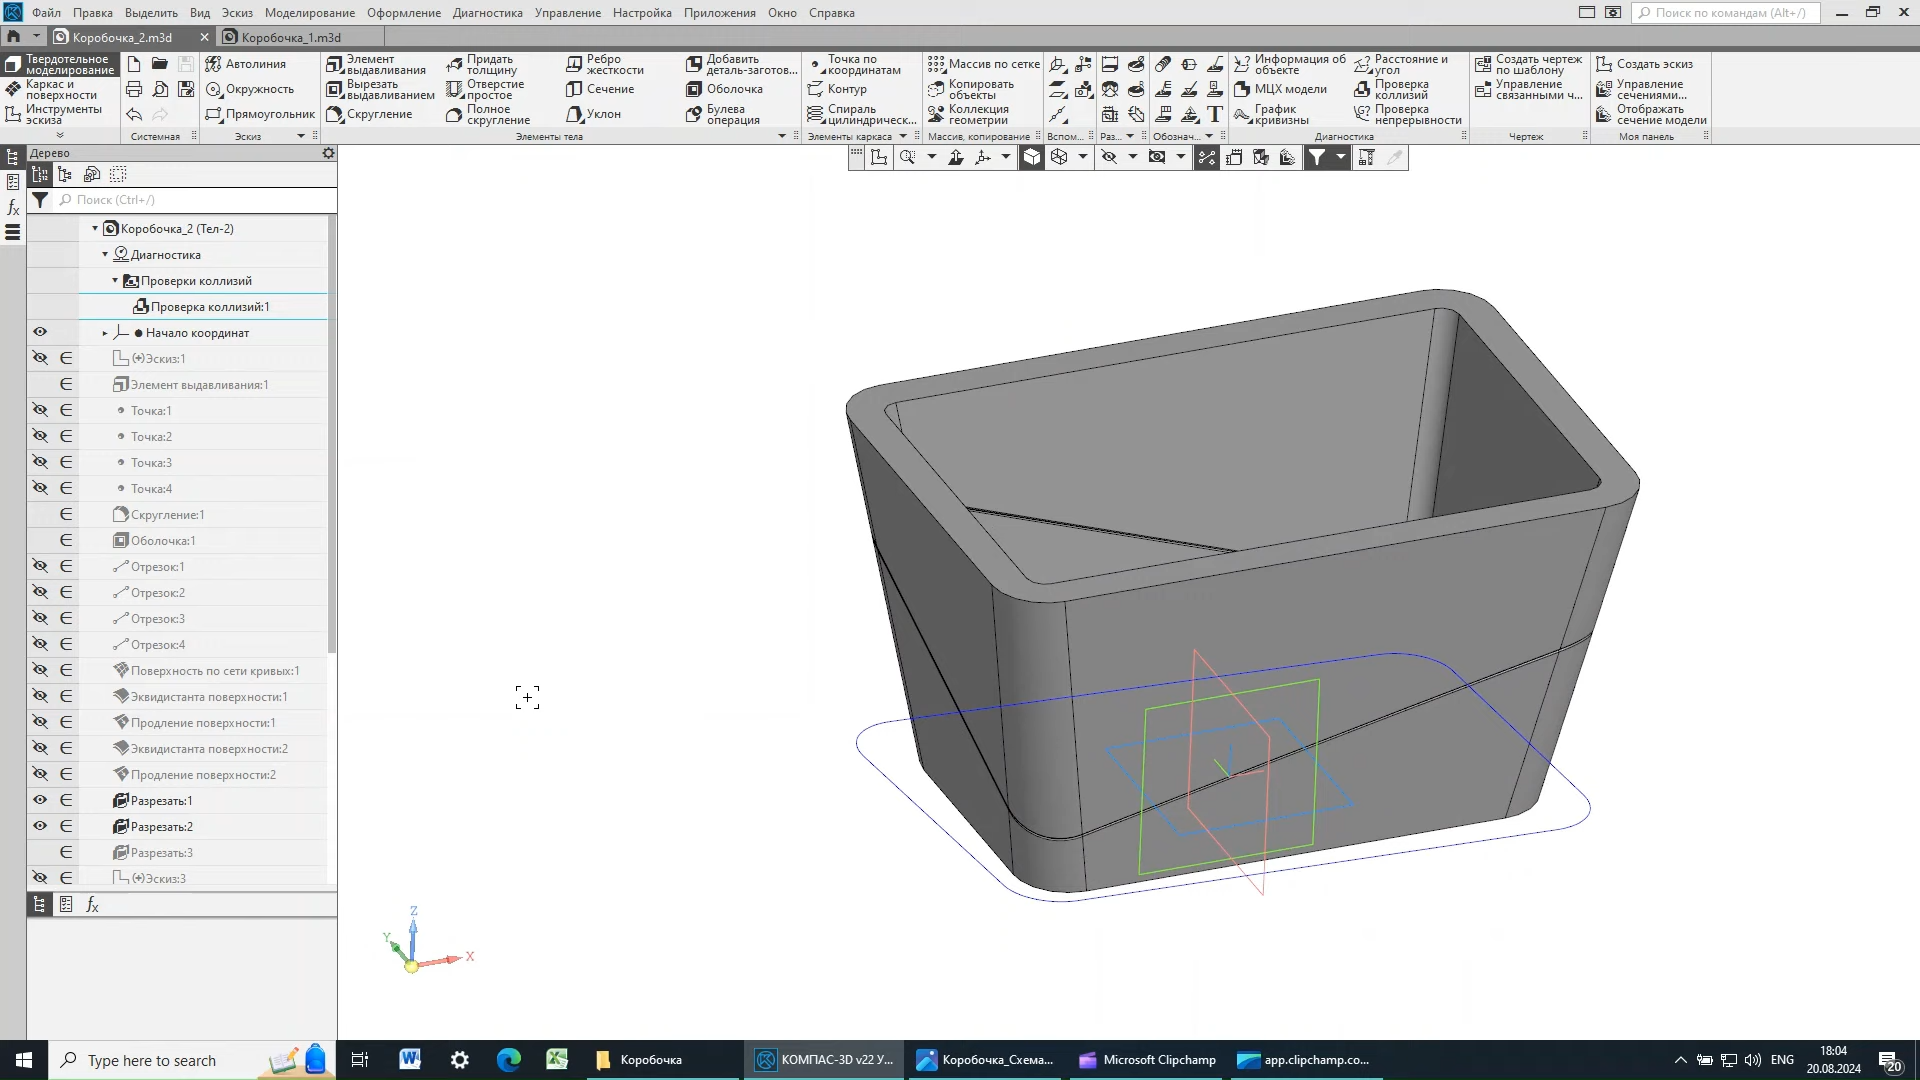 Файл Правка Выделить Вид Эскиз Моделирование Оформление Диагностика Управление Настройка Приложения Окно Справка
Поиск по командам (Alt+/)
Коробочка_2.m3d
Коробочка_1.m3d
Твердотельное моделирование
Каркас и поверхности
Инструменты эскиза
Системная
Автолиния
Окружность
Прямоугольник
Эскиз
Элемент выдавливания
Вырезать выдавливанием
Скругление
Придать толщину
Отверстие простое
Полное скругление
Ребро жесткости
Сечение
Уклон
Добавить деталь-заготов...
Оболочка
Булева операция
Элементы тела
Точка по координатам
Контур
Спираль цилиндрическ...
Элементы каркаса
Массив по сетке
Копировать объекты
Коллекция геометрии
Массив, копирование
Вспом...
Раз...
Обознач...
Информация об объекте
МЦХ модели
График кривизны
Расстояние и угол
Проверка коллизий
Проверка непрерывности
Диагностика
Создать чертеж по шаблону
Управление связанными ч...
Чертеж
Создать эскиз
Управление сечениями...
Отображать сечение модели
Моя панель
Дерево
Поиск (Ctrl+/)
Коробочка_2 (Тел-2)
Диагностика
Проверки коллизий
Проверка коллизий:1
Начало координат
(+)Эскиз:1
Элемент выдавливания:1
Точка:1
Точка:2
Точка:3
Точка:4
Скругление:1
Оболочка:1
Отрезок:1
Отрезок:2
Отрезок:3
Отрезок:4
Поверхность по сети кривых:1
Эквидистанта поверхности:1
Продление поверхности:1
Эквидистанта поверхности:2
Продление поверхности:2
Разрезать:1
Разрезать:2
Разрезать:3
(+)Эскиз:3
Z
Y
X
Type here to search
Коробочка
КОМПАС-3D v22 У...
Коробочка_Схема...
Microsoft Clipchamp
app.clipchamp.co...
ENG
18:04
20.08.2024
20